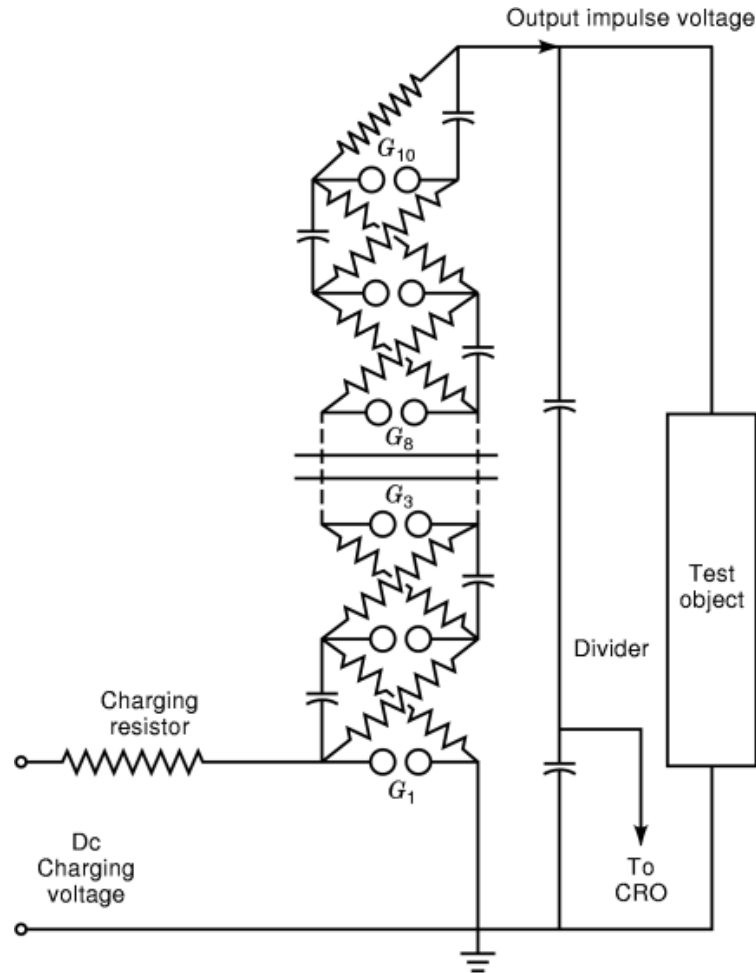 Output impulse voltage
G10
G8
G3
Test
object
Divider
Charging
resistor
G1
Dc
Charging
voltage
To
CRO